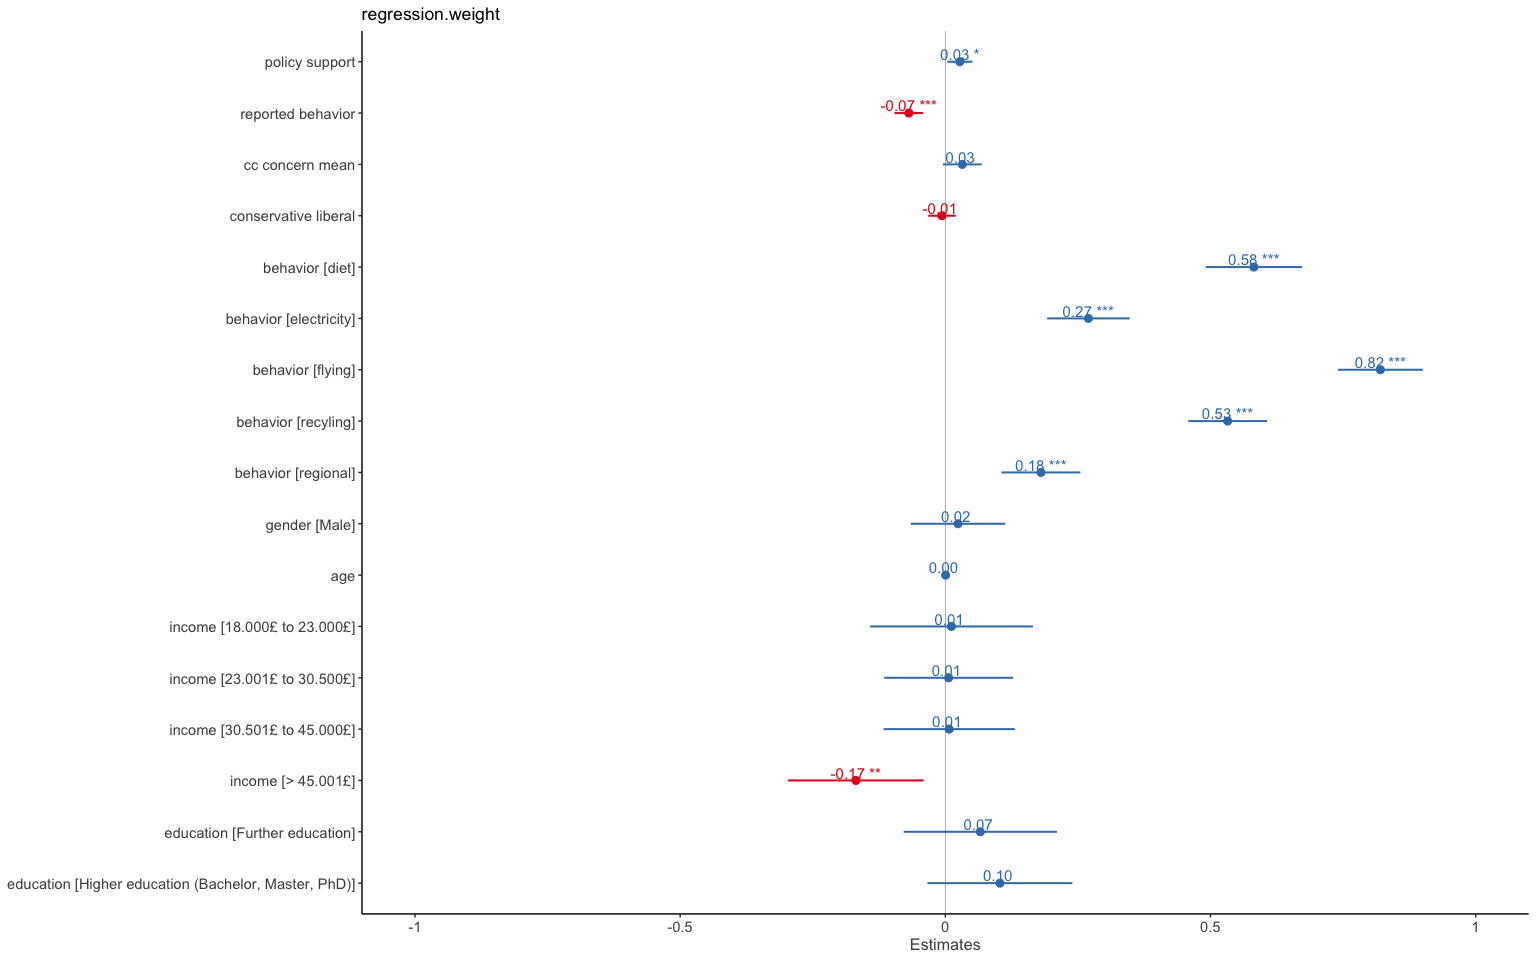 regression.weight
policy support
0.03 *
reported behavior
-0.07 ***
cc concern mean
0.03
conservative liberal
-0.01
behavior [diet]
0.58 ***
behavior [electricity]
0.27 ***
behavior [flying]
0.82 ***
behavior [recyling]
0.53 ***
behavior [regional]
0.18 ***
gender [Male]
0.02
age
0.00
income [18.000£ to 23.000£]
0.01
income [23.001£ to 30.500£]
0.01
income [30.501£ to 45.000£]
0.01
income [> 45.001£]
-0.17 **
education [Further education]
0.07
education [Higher education (Bachelor, Master, PhD)]
0.10
-1 -0.5 0 0.5 1
Estimates